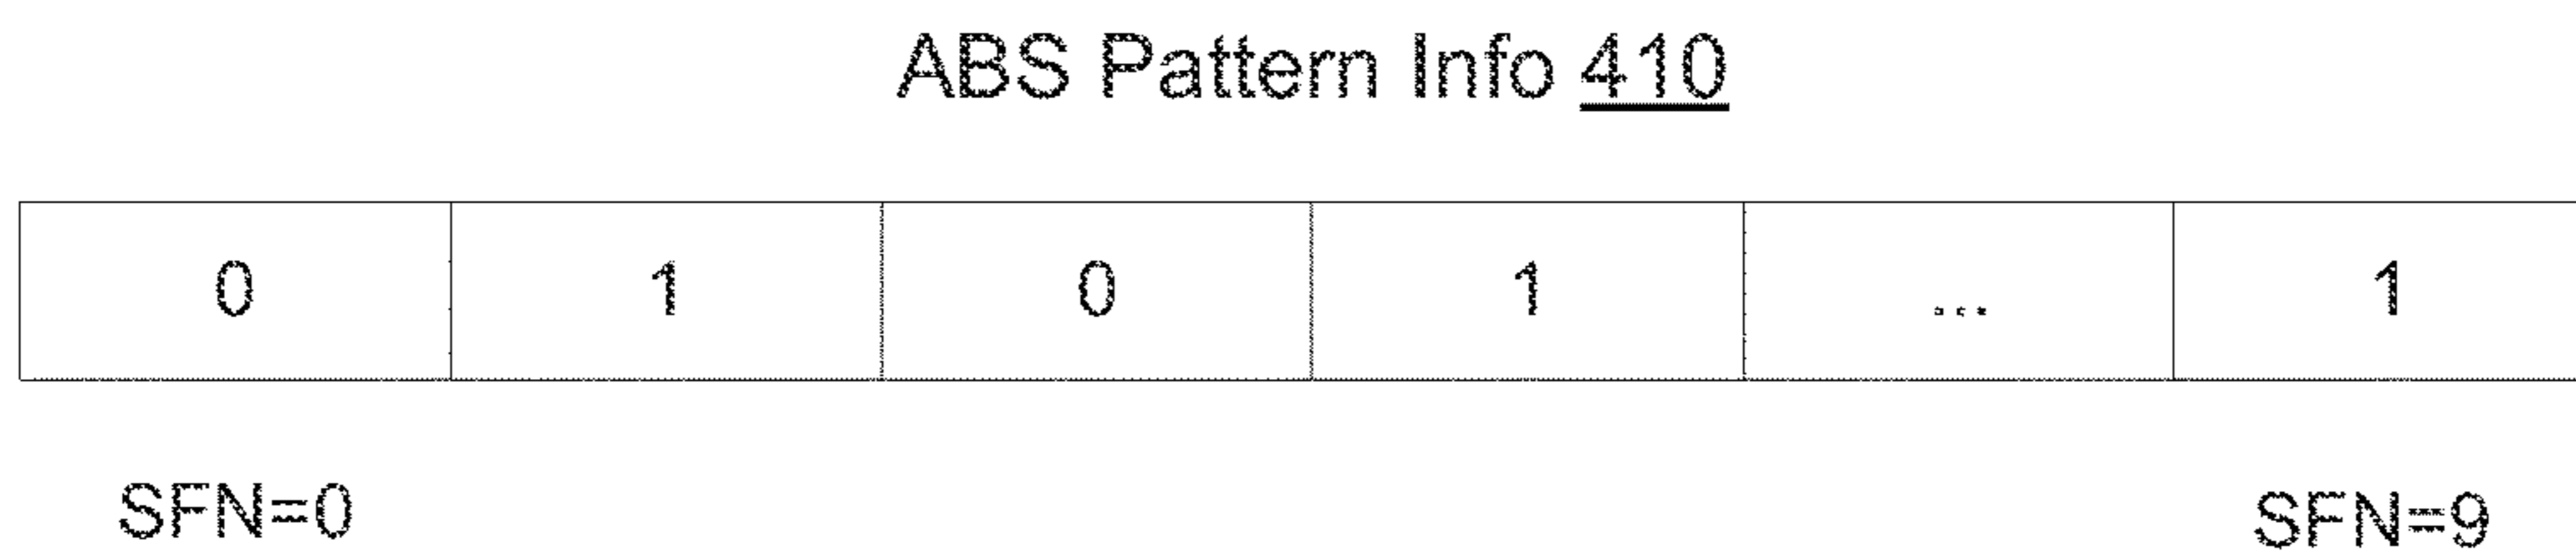 ABS Pattern Info 410
0 1 0 1 ... 1
SFN=0 SFN=9